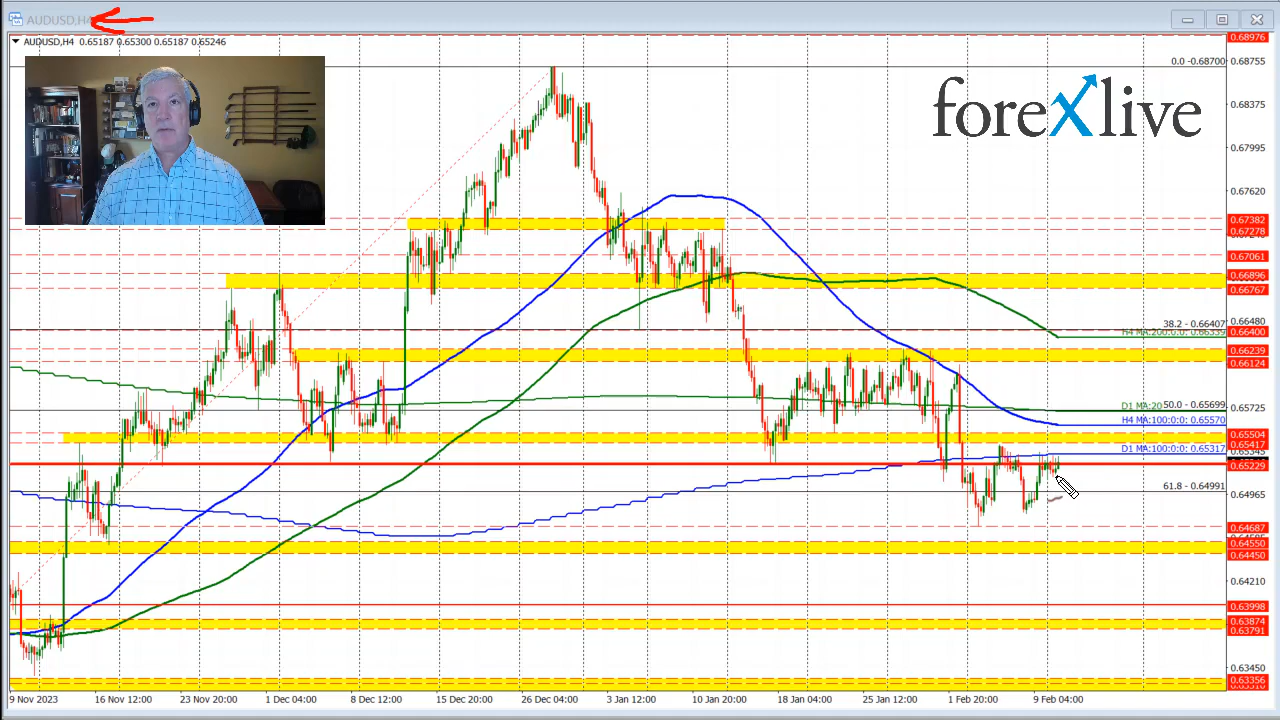 AUDUSD,H4
AUDUSD,H4 0.65187 0.65300 0.65187 0.65246
forexlive
0.68976
0.0 -0.68700
0.68755
0.68375
0.67995
0.67620
0.67382
0.67278
0.67061
0.66896
0.66767
0.66480
38.2 - 0.66407
0.66400
H4 MA:200:0:0: 0.66339
0.66239
0.66124
50.0 - 0.65699
0.65725
D1 MA:20
H4 MA:100:0:0: 0.65570
0.65504
0.65417
D1 MA:100:0:0: 0.65317
0.65345
0.65229
61.8 - 0.64991
0.64965
0.64687
0.64550
0.64450
0.64210
0.63998
0.63874
0.63791
0.63450
0.63356
9 Nov 2023 16 Nov 12:00 23 Nov 20:00 1 Dec 04:00 8 Dec 12:00 15 Dec 20:00 26 Dec 04:00 3 Jan 12:00 10 Jan 20:00 18 Jan 04:00 25 Jan 12:00 1 Feb 20:00 9 Feb 04:00